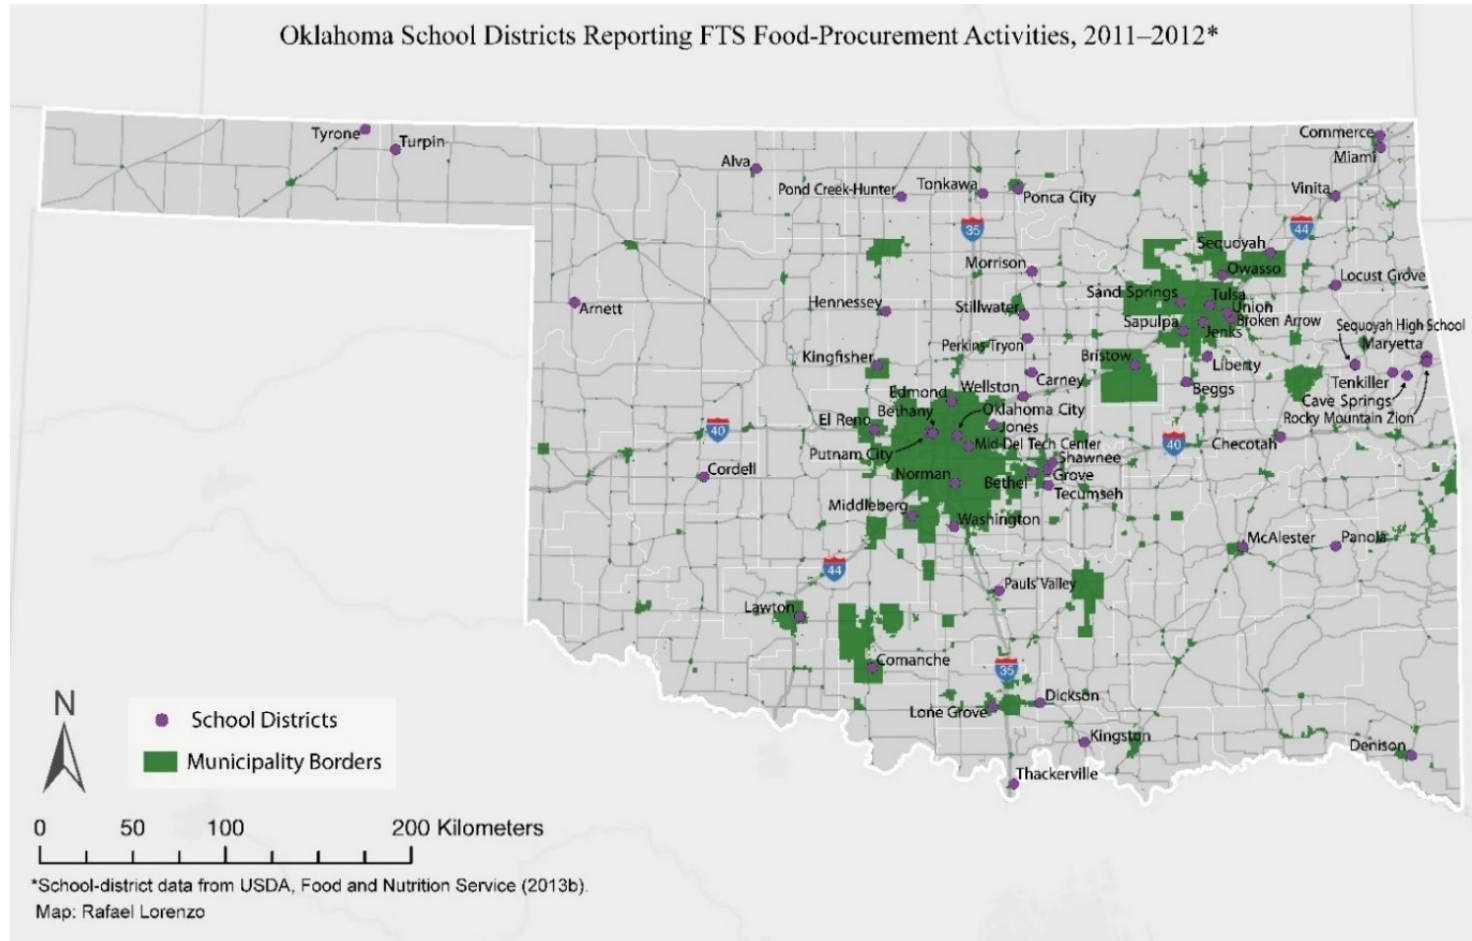 Oklahoma School Districts Reporting FTS Food-Procurement Activities, 2011–2012*
Tyrone
Turpin
Alva
Pond Creek-Hunter
Tonkawa
Ponca City
Commerce
Miami
Vinita
35
44
Sequoyah
Owasso
Morrison
Locust Grove
Arnett
Hennessey
Stillwater
Sand Springs
Tulsa
Union
Broken Arrow
Sapulpa
Jenks
Sequoyah High School
Maryetta
Perkins-Tryon
Kingfisher
Bristow
Liberty
Carney
Wellston
Beggs
Tenkiller
Cave Springs
Rocky Mountain Zion
Edmond
Bethany
Oklahoma City
El Reno
Jones
40
Mid-Del Tech Center
40
Checotah
Putnam City
Shawnee
Cordell
Norman
Bethel
Grove
Tecumseh
Middleberg
Washington
McAlester
Panola
44
Pauls Valley
Lawton
Comanche
35
Dickson
Lone Grove
Kingston
Denison
Thackerville
N
School Districts
Municipality Borders
0 50 100 200 Kilometers
*School-district data from USDA, Food and Nutrition Service (2013b).
Map: Rafael Lorenzo